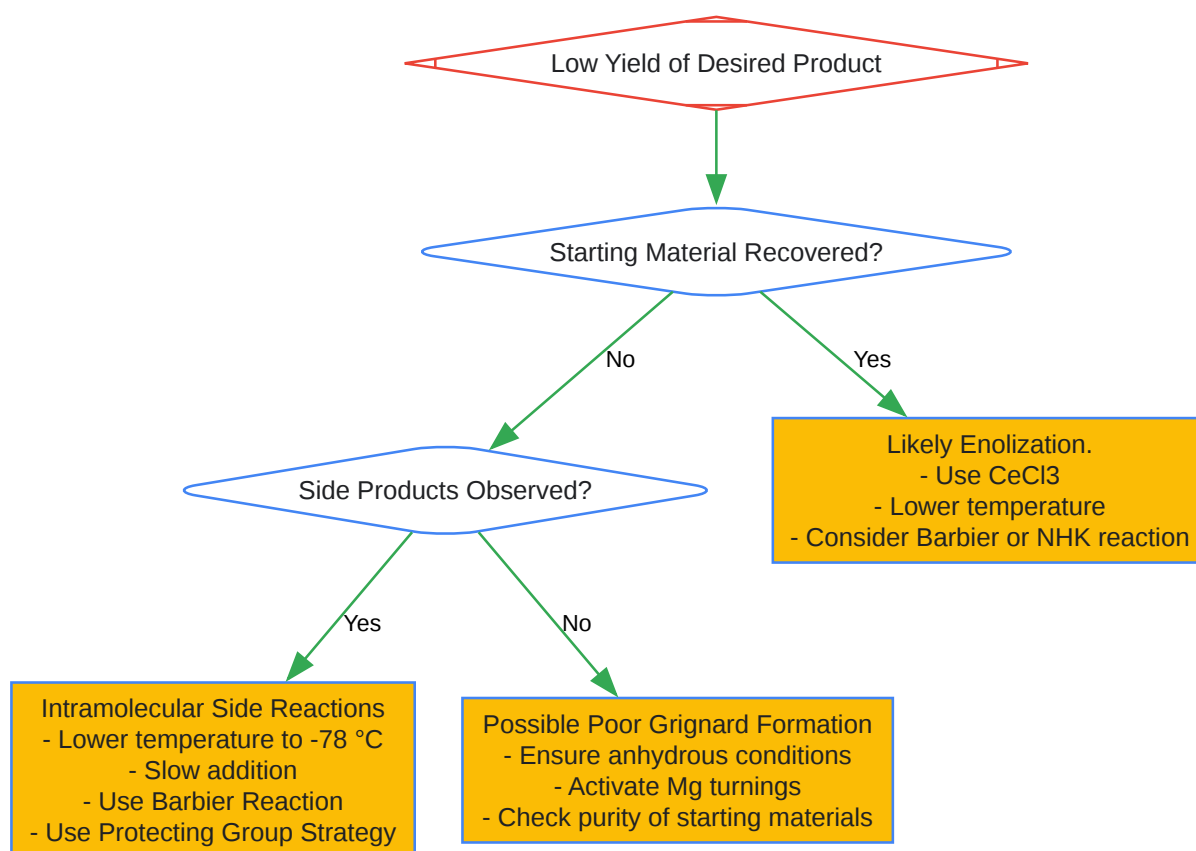 Low Yield of Desired Product
Starting Material Recovered?
No
Yes
Likely Enolization.
- Use CeCl3
- Lower temperature
- Consider Barbier or NHK reaction
Side Products Observed?
Yes
No
Intramolecular Side Reactions
- Lower temperature to -78 °C
- Slow addition
- Use Barbier Reaction
- Use Protecting Group Strategy
Possible Poor Grignard Formation
- Ensure anhydrous conditions
- Activate Mg turnings
- Check purity of starting materials